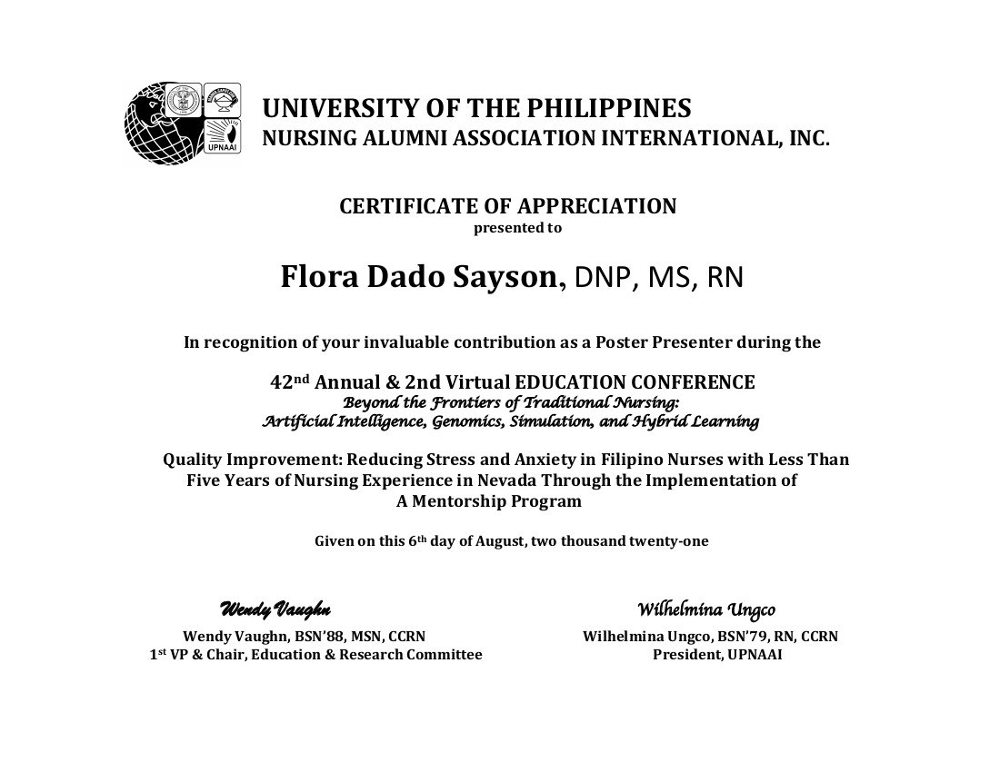 UPNAAI
UNIVERSITY OF THE PHILIPPINES
NURSING ALUMNI ASSOCIATION INTERNATIONAL, INC.
CERTIFICATE OF APPRECIATION
presented to
Flora Dado Sayson, DNP, MS, RN
In recognition of your invaluable contribution as a Poster Presenter during the
42nd Annual & 2nd Virtual EDUCATION CONFERENCE
Beyond the Frontiers of Traditional Nursing:
Artificial Intelligence, Genomics, Simulation, and Hybrid Learning
Quality Improvement: Reducing Stress and Anxiety in Filipino Nurses with Less Than
Five Years of Nursing Experience in Nevada Through the Implementation of
A Mentorship Program
Given on this 6th day of August, two thousand twenty-one
Wendy Vaughn
Wilhelmina Ungco
Wendy Vaughn, BSN’88, MSN, CCRN
Wilhelmina Ungco, BSN’79, RN, CCRN
1st VP & Chair, Education & Research Committee
President, UPNAAI